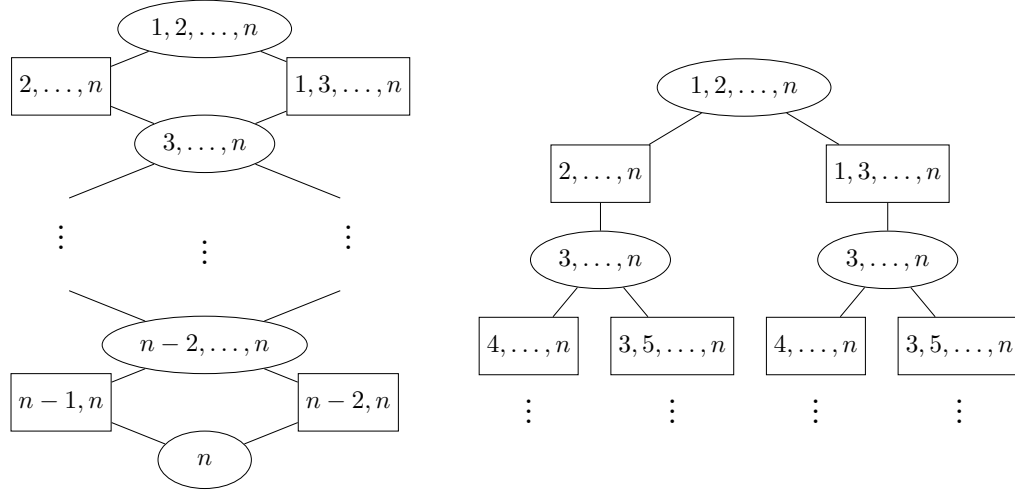 1, 2, . . . , n
2, . . . , n
1, 3, . . . , n
3, . . . , n
⋮
⋮
⋮
n − 2, . . . , n
n − 1, n
n − 2, n
n
1, 2, . . . , n
2, . . . , n
1, 3, . . . , n
3, . . . , n
3, . . . , n
4, . . . , n
3, 5, . . . , n
4, . . . , n
3, 5, . . . , n
⋮
⋮
⋮
⋮